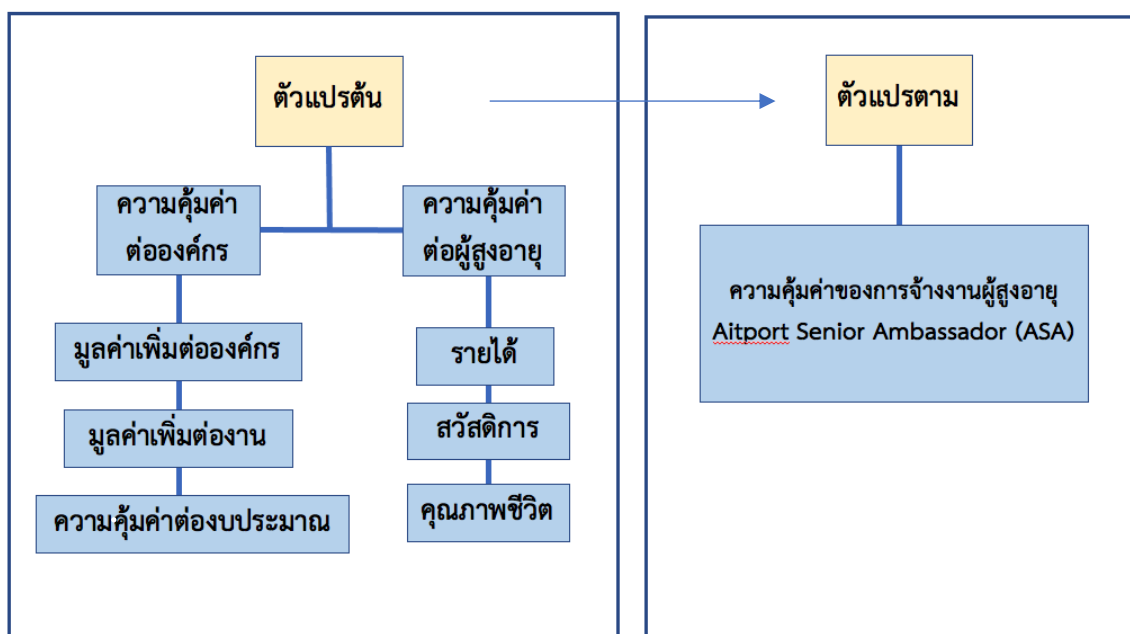 ตัวแปรต้น
ความคุ้มค่า
ต่อองค์กร
มูลค่าเพิ่มต่อองค์กร
มูลค่าเพิ่มต่องาน
ความคุ้มค่าต่องบประมาณ
ความคุ้มค่า
ต่อผู้สูงอายุ
รายได้
สวัสดิการ
คุณภาพชีวิต
ตัวแปรตาม
ความคุ้มค่าของการจ้างงานผู้สูงอายุ
Aitport Senior Ambassador (ASA)